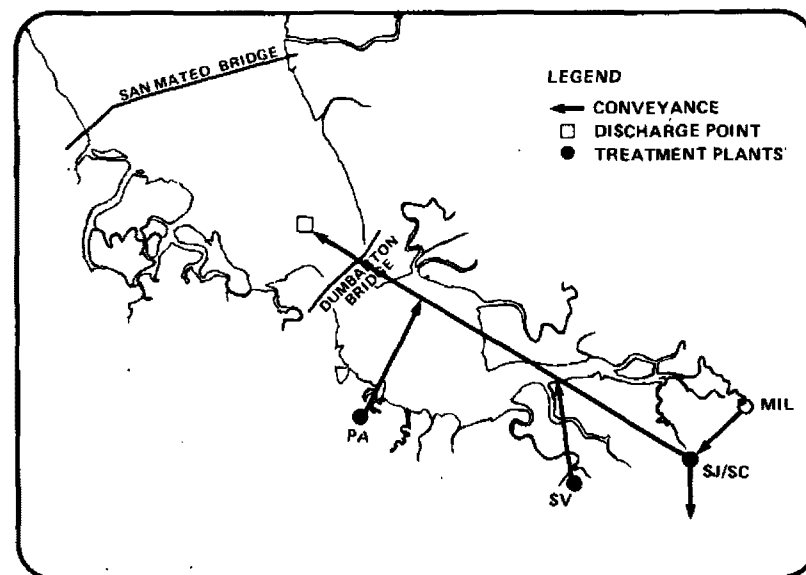 SAN MATEO BRIDGE
LEGEND
CONVEYANCE
DISCHARGE POINT
TREATMENT PLANTS
DUMBARTON
BRIDGE
PA
SV
MIL
SJ/SC